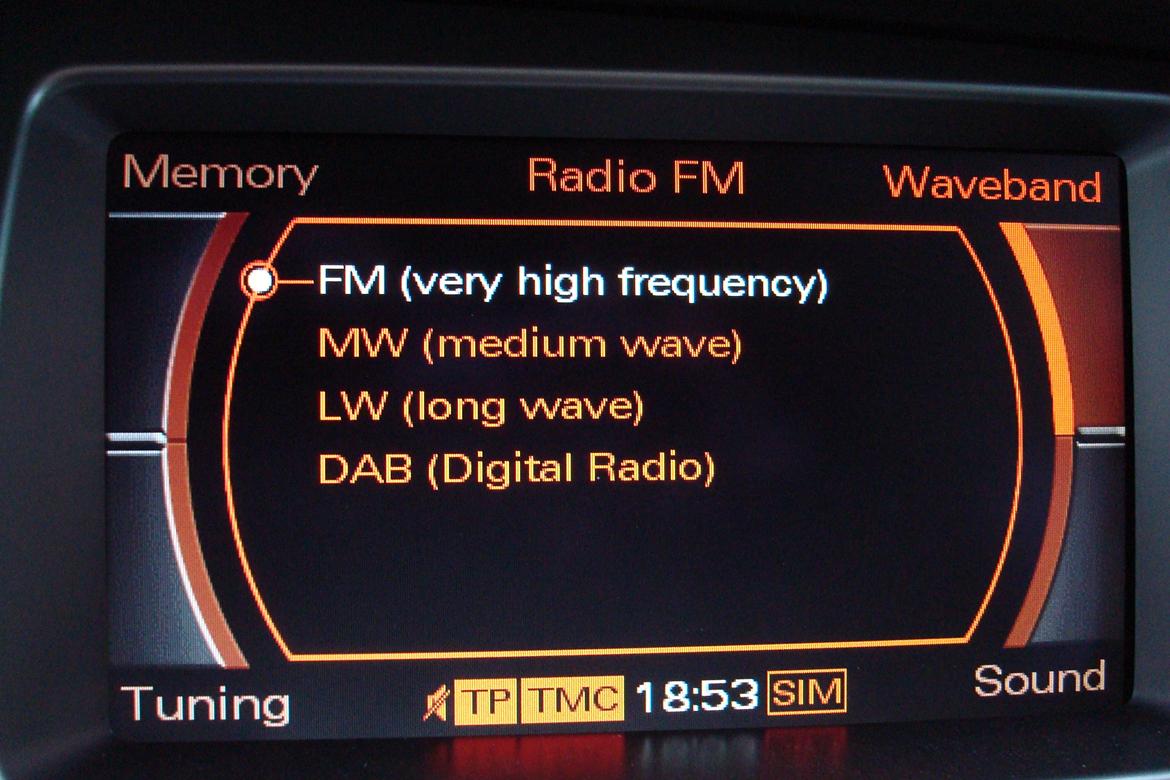 Memory Radio FM Waveband
FM (very high frequency)
MW (medium wave)
LW (long wave)
DAB (Digital Radio)
Tuning TP TMC 18:53 SIM Sound